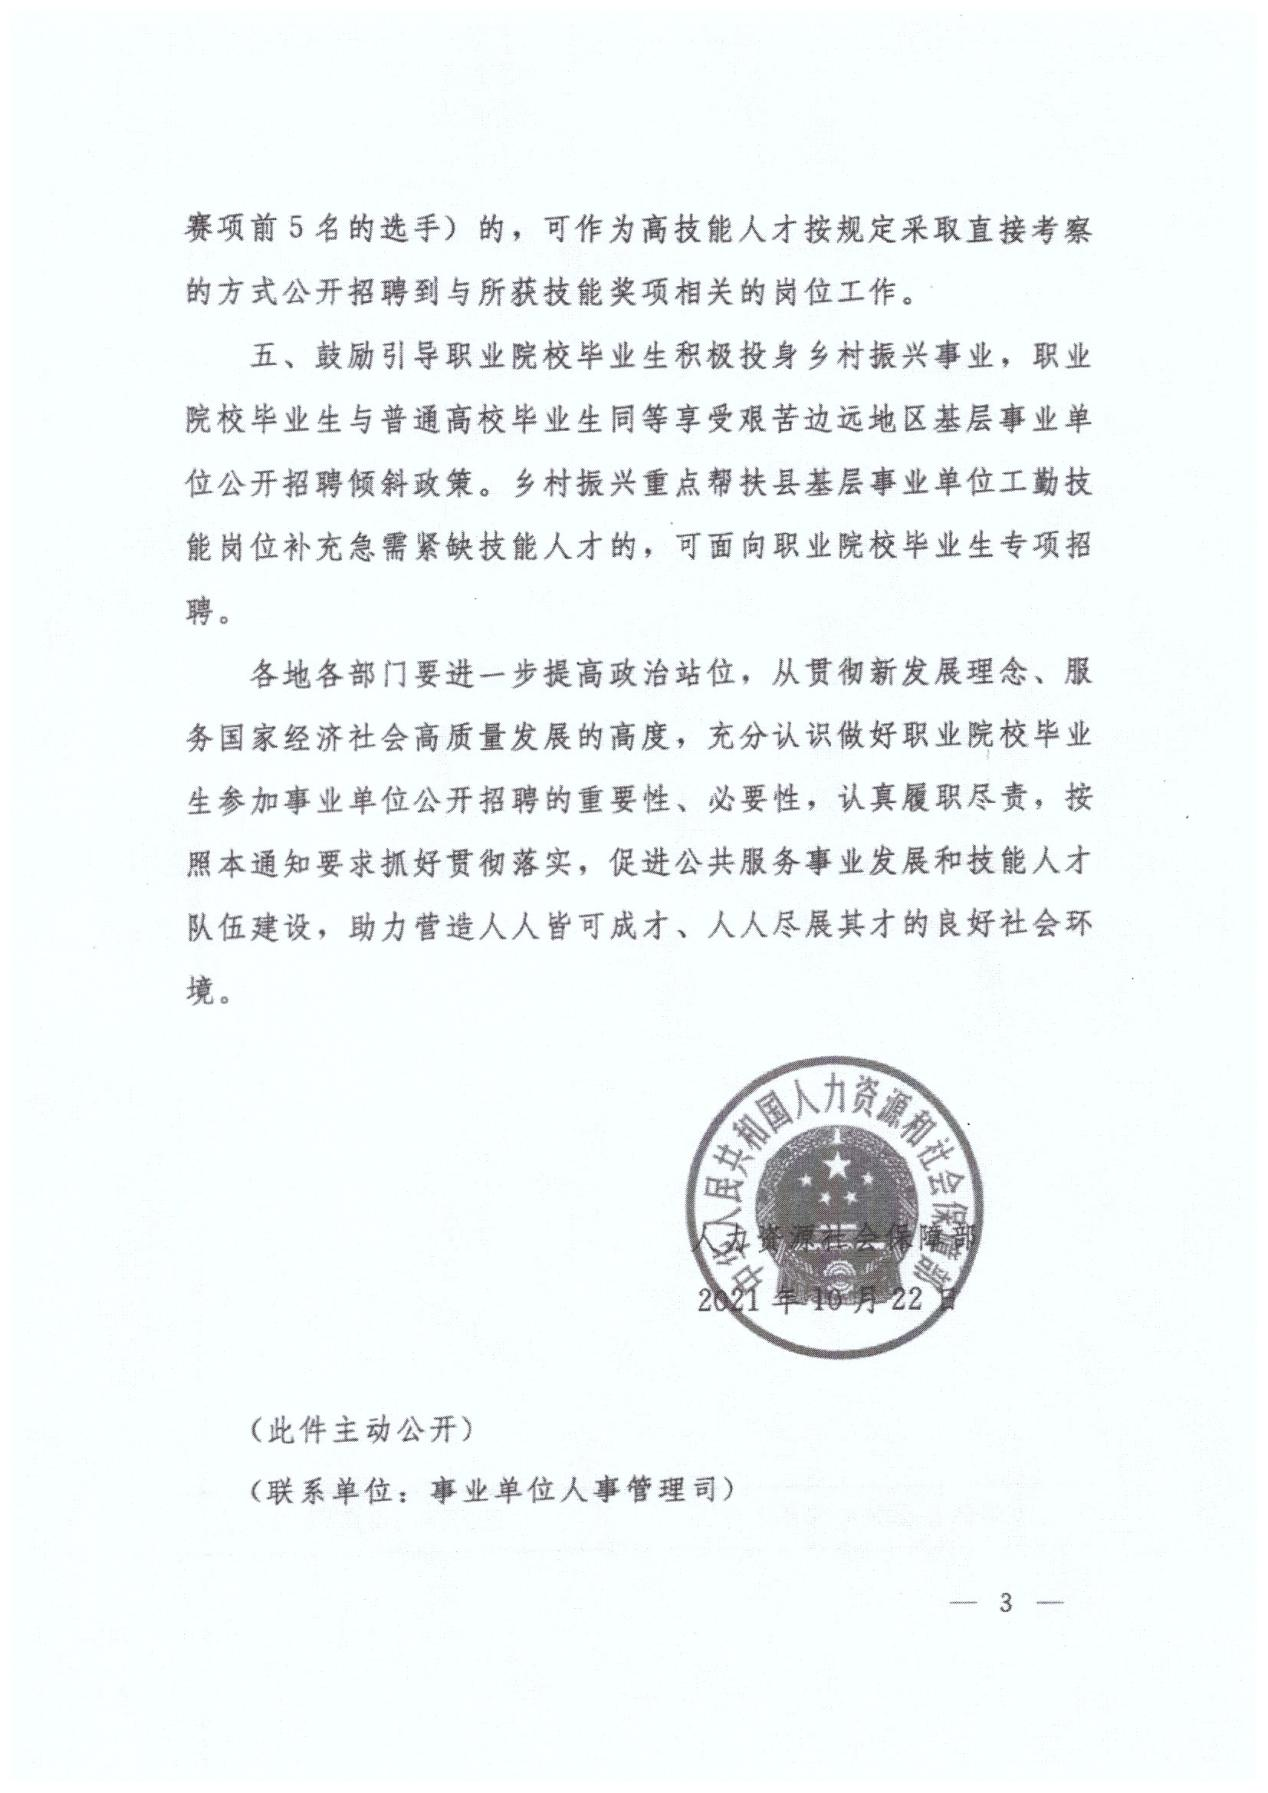 赛项前5名的选手）的，可作为高技能人才按规定采取直接考察
的方式公开招聘到与所获技能奖项相关的岗位工作。
五、鼓励引导职业院校毕业生积极投身乡村振兴事业，职业
院校毕业生与普通高校毕业生同等享受艰苦边远地区基层事业单
位公开招聘倾斜政策。乡村振兴重点帮扶县基层事业单位工勤技
能岗位补充急需紧缺技能人才的，可面向职业院校毕业生专项招
聘。
各地各部门要进一步提高政治站位，从贯彻新发展理念、服
务国家经济社会高质量发展的高度，充分认识做好职业院校毕业
生参加事业单位公开招聘的重要性、必要性，认真履职尽责，按
照本通知要求抓好贯彻落实，促进公共服务事业发展和技能人才
队伍建设，助力营造人人皆可成才、人人尽展其才的良好社会环
境。
中华人民共和国人力资源和社会保障部
人力资源社会保障部
2021年10月22日
（此件主动公开）
（联系单位：事业单位人事管理司）
— 3 —